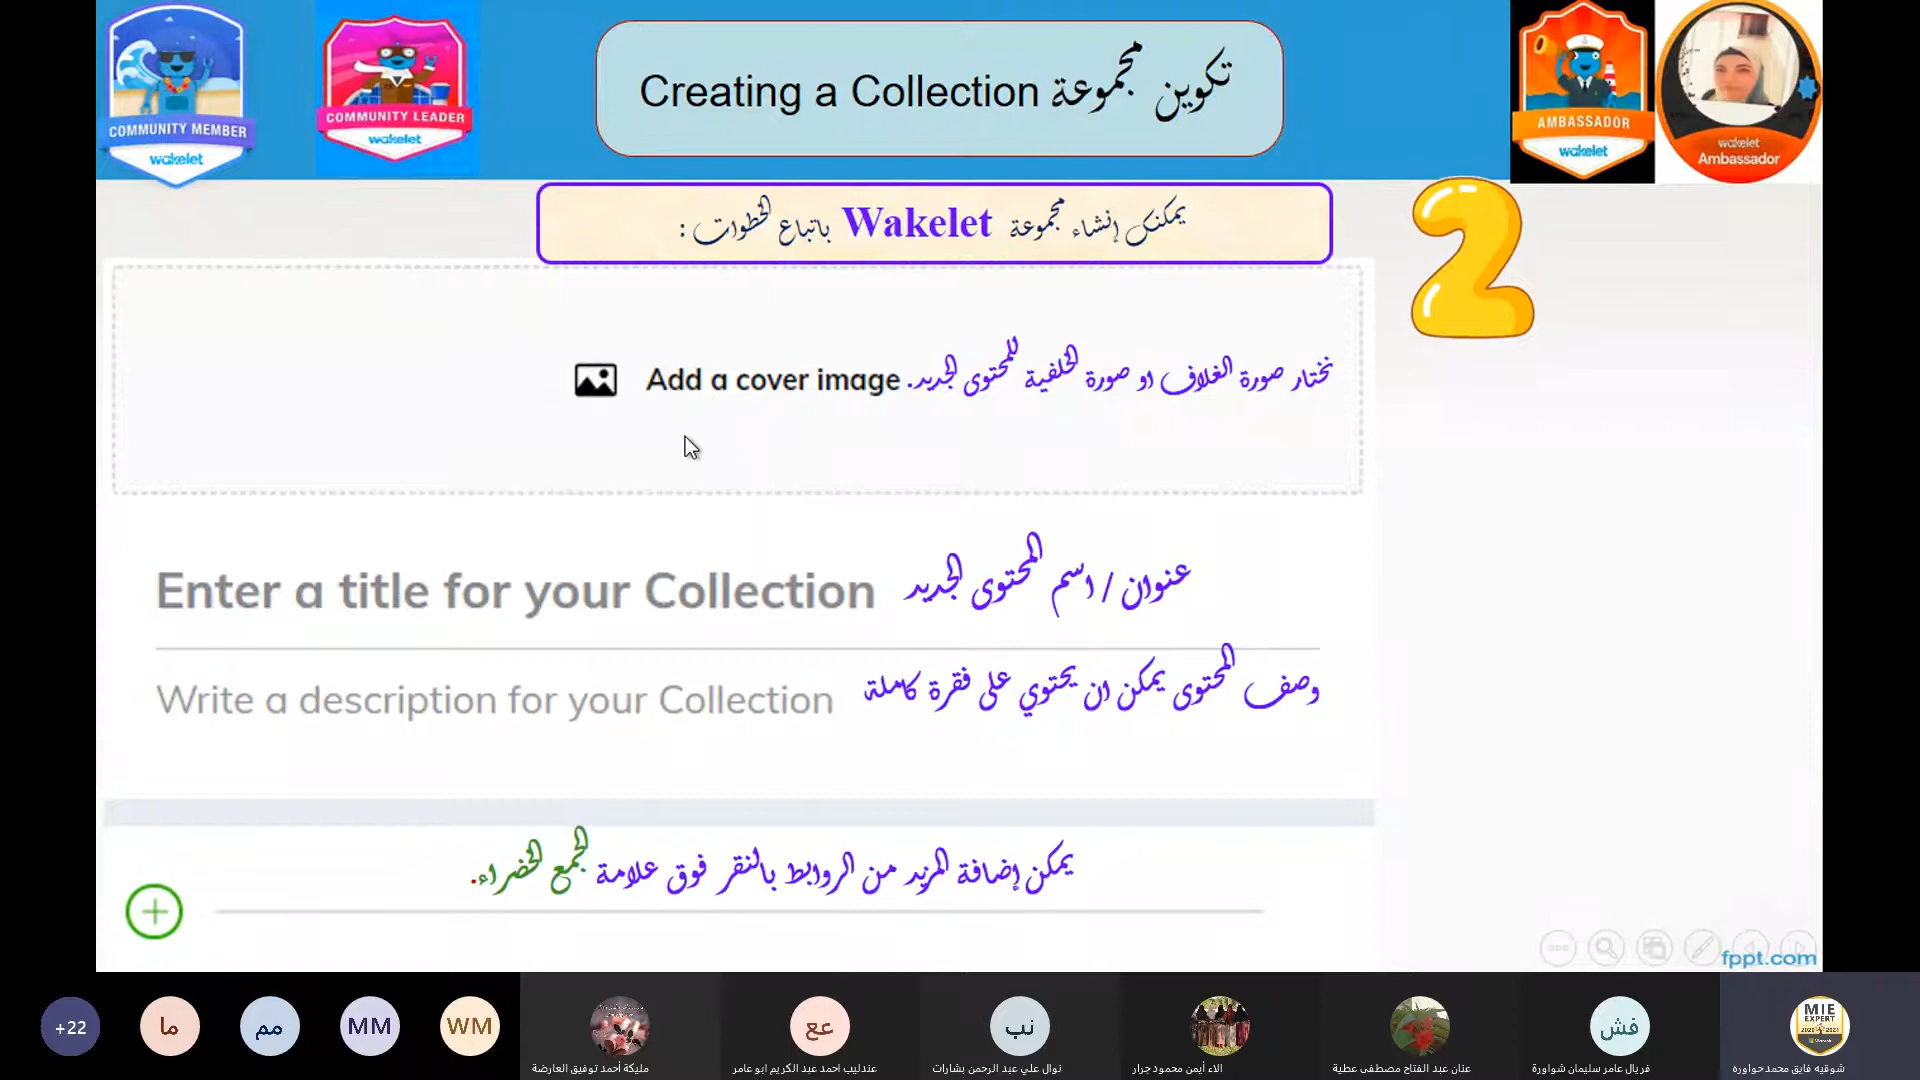 COMMUNITY MEMBER
wakelet
COMMUNITY LEADER
wakelet
Creating a Collection تكوين مجموعة
AMBASSADOR
wakelet
wakelet
Ambassador
يمكنك إنشاء مجموعة Wakelet باتباع الخطوات :
2
Add a cover image نختار صورة الغلاف او صورة الخلفية للمحتوى الجديد.
Enter a title for your Collection عنوان / اسم المحتوى الجديد
Write a description for your Collection وصف المحتوى يمكن ان يحتوي على فقرة كاملة
يمكن إضافة المزيد من الروابط بالنقر فوق علامة الجمع الخضراء.
fppt.com
+22
ما
مم
MM
WM
مليكة أحمد توفيق العارضة
عع
عندليب احمد عبد الكريم ابو عامر
نب
نوال علي عبد الرحمن بشارات
الاء أيمن محمود جرار
عنان عبد الفتاح مصطفى عطية
فش
فريال عامر سليمان شواورة
MIE
EXPERT
2020 2021
Microsoft
شوقيه فايق محمد حواوره